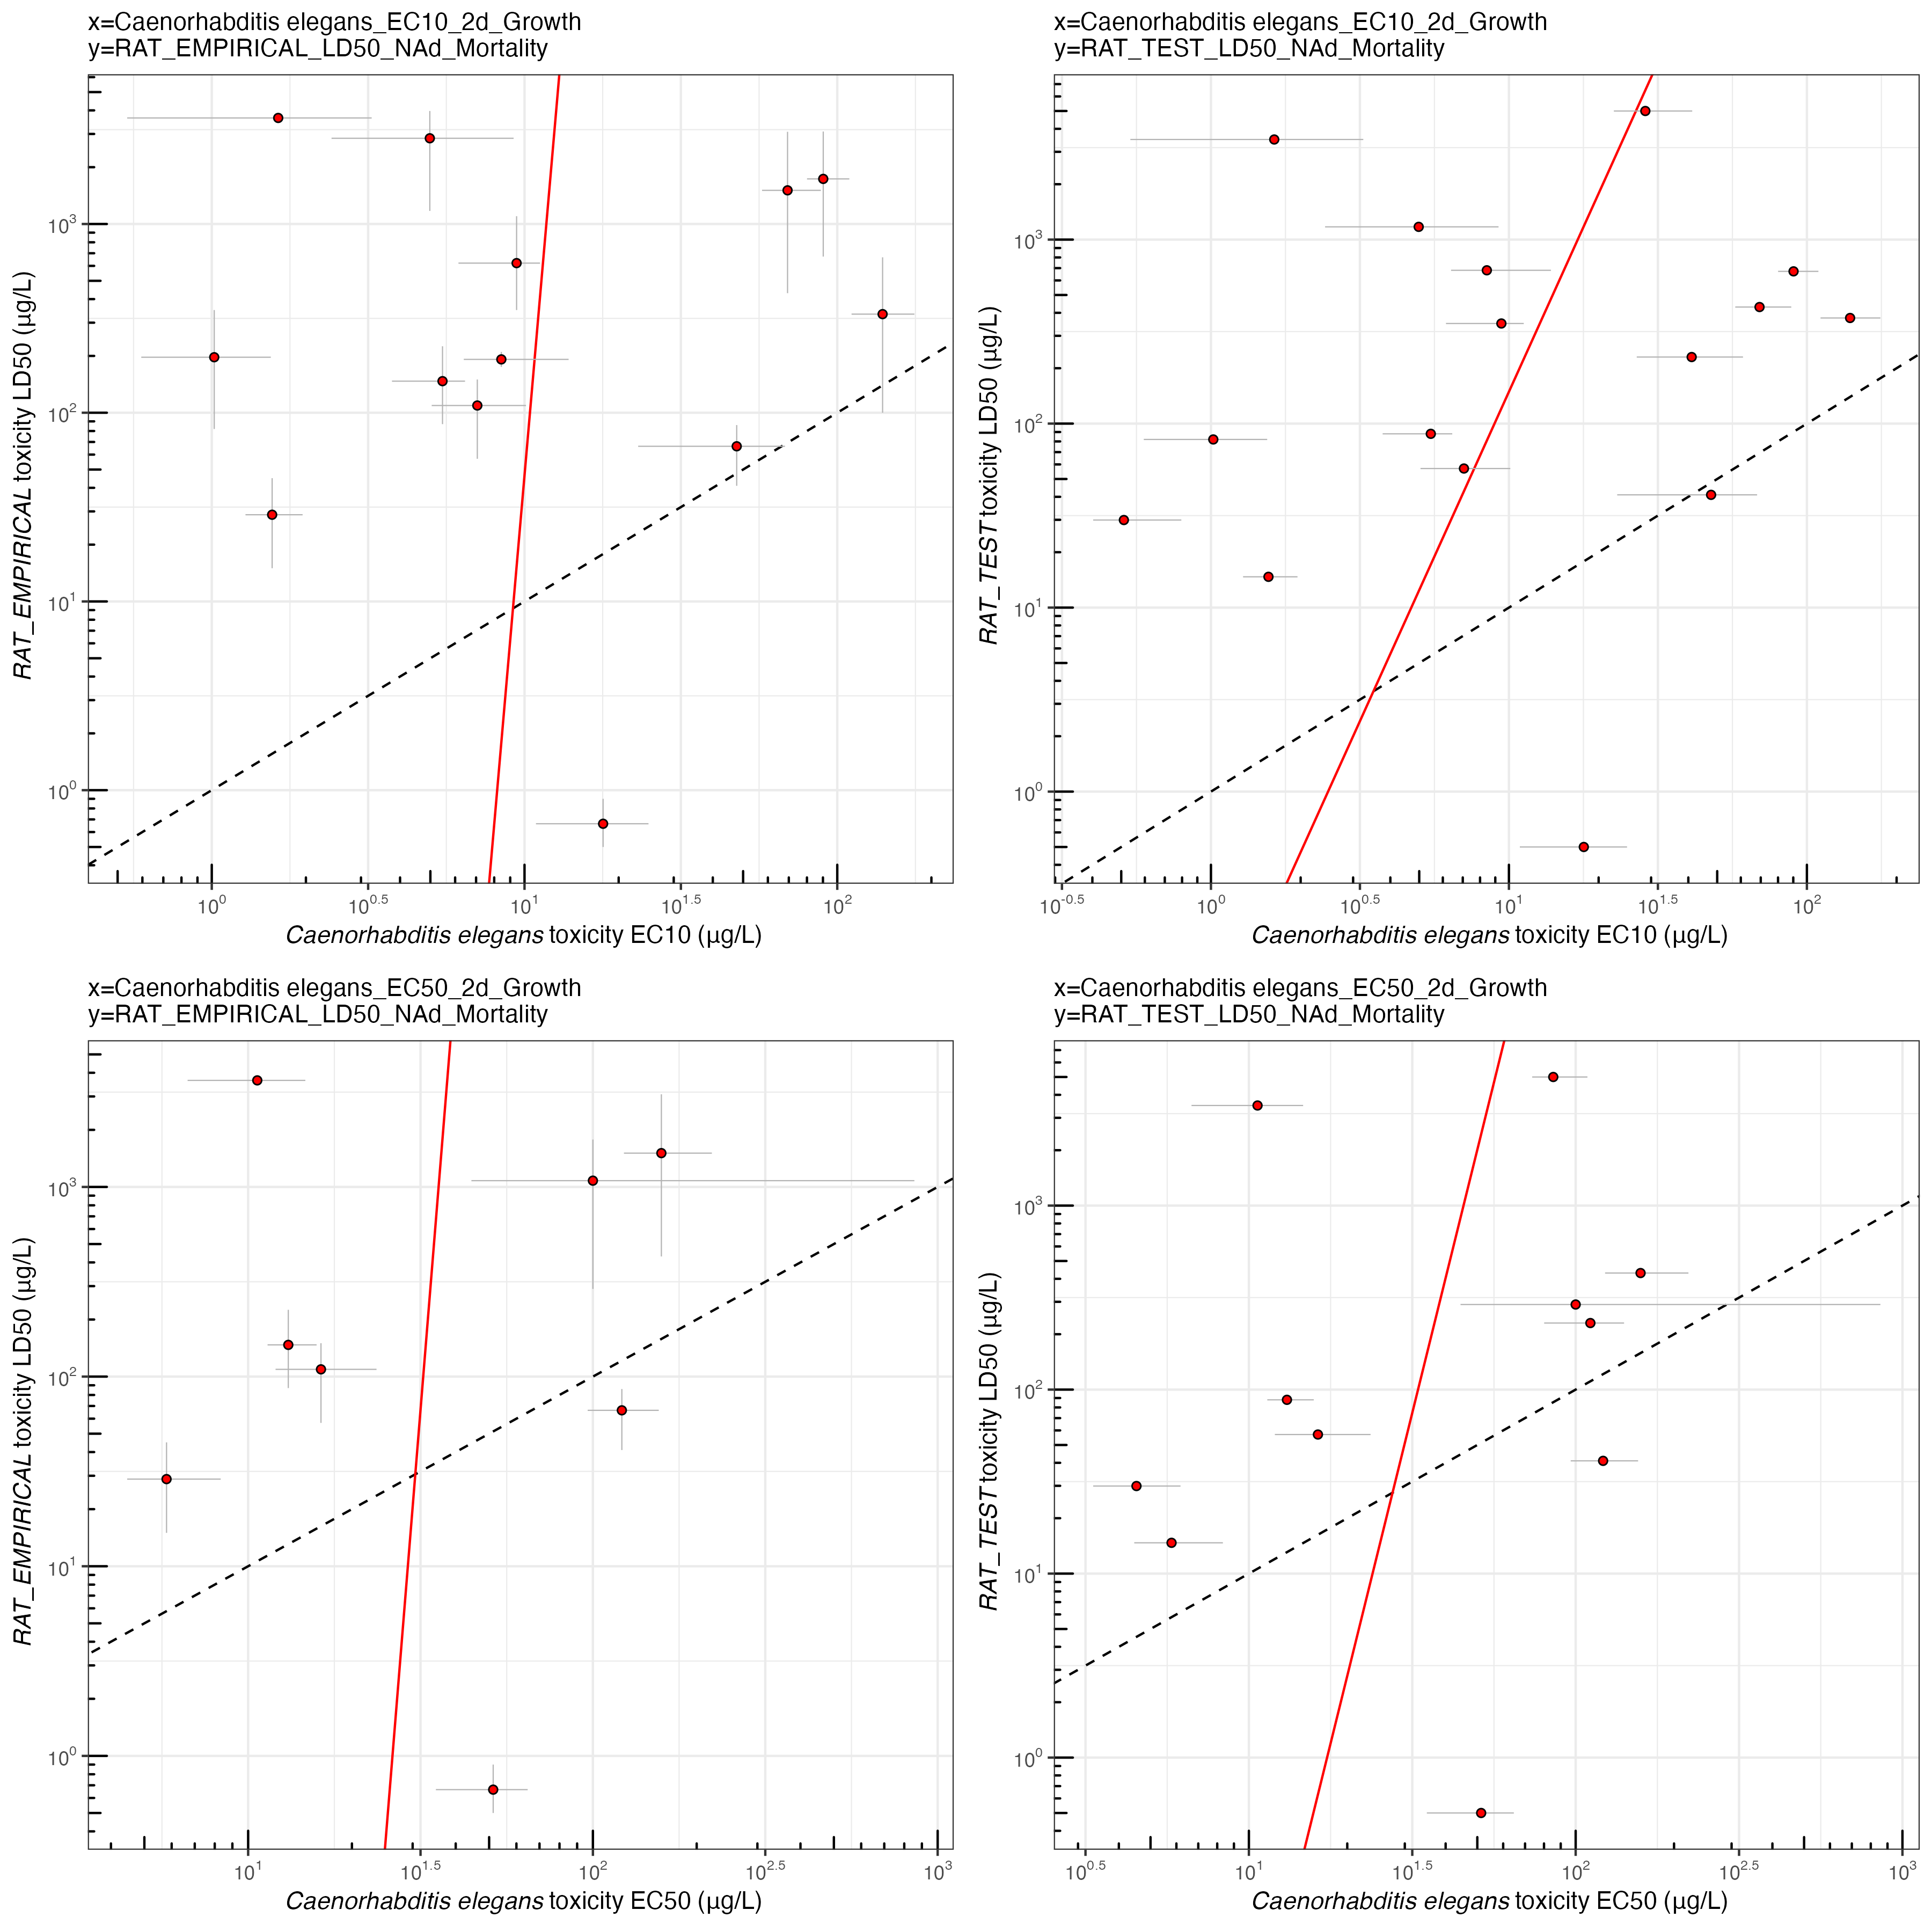 x=Caenorhabditis elegans_EC10_2d_Growth
y=RAT_EMPIRICAL_LD50_NAd_Mortality
RAT_EMPIRICAL toxicity LD50 (µg/L)
10³
10²
10¹
10⁰
10⁰
10⁰·⁵
10¹
10¹·⁵
10²
Caenorhabditis elegans toxicity EC10 (µg/L)
x=Caenorhabditis elegans_EC10_2d_Growth
y=RAT_TEST_LD50_NAd_Mortality
RAT_TEST toxicity LD50 (µg/L)
10³
10²
10¹
10⁰
10⁻⁰·⁵
10⁰
10⁰·⁵
10¹
10¹·⁵
10²
Caenorhabditis elegans toxicity EC10 (µg/L)
x=Caenorhabditis elegans_EC50_2d_Growth
y=RAT_EMPIRICAL_LD50_NAd_Mortality
RAT_EMPIRICAL toxicity LD50 (µg/L)
10³
10²
10¹
10⁰
10¹
10¹·⁵
10²
10²·⁵
10³
Caenorhabditis elegans toxicity EC50 (µg/L)
x=Caenorhabditis elegans_EC50_2d_Growth
y=RAT_TEST_LD50_NAd_Mortality
RAT_TEST toxicity LD50 (µg/L)
10³
10²
10¹
10⁰
10⁰·⁵
10¹
10¹·⁵
10²
10²·⁵
10³
Caenorhabditis elegans toxicity EC50 (µg/L)